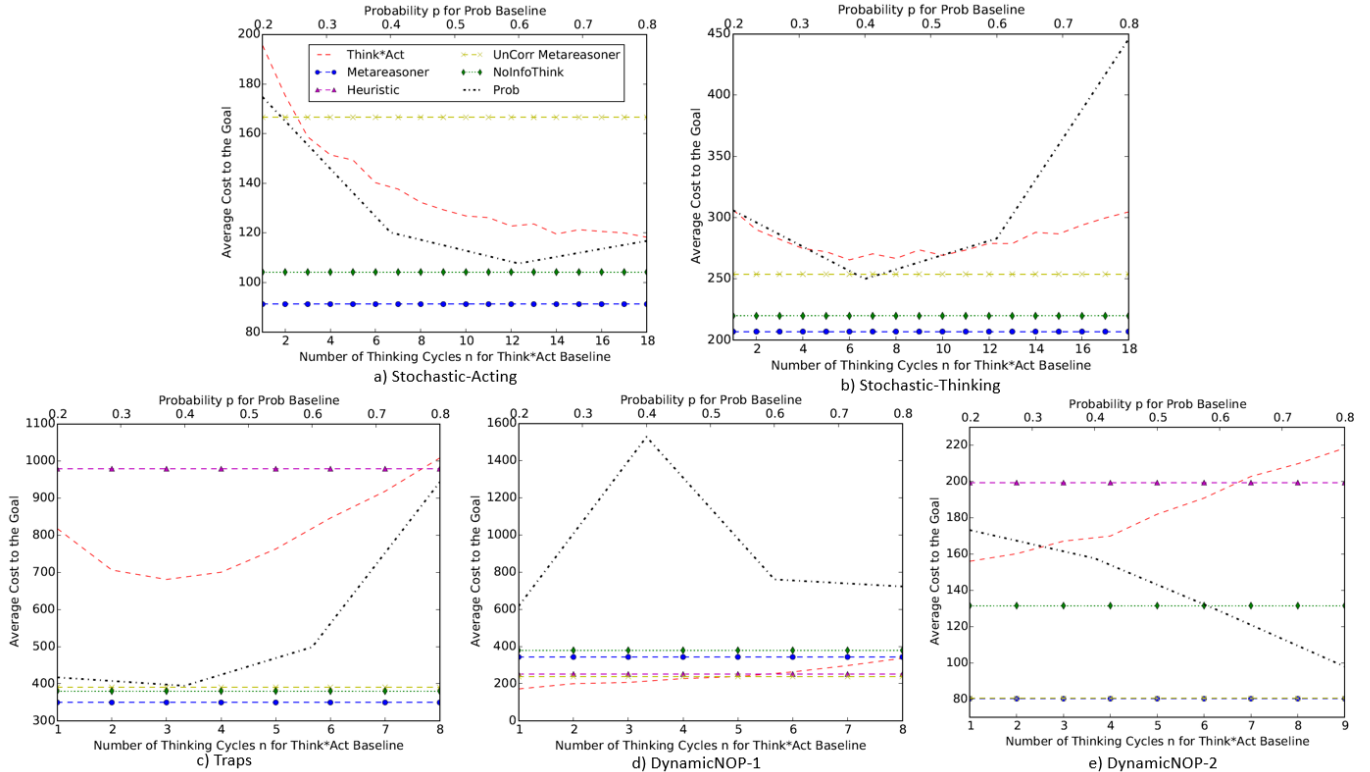 Probability p for Prob Baseline
0.2 0.3 0.4 0.5 0.6 0.7 0.8
200
180
160
140
120
100
80
Average Cost to the Goal
Think*Act
Metareasoner
Heuristic
UnCorr Metareasoner
NoInfoThink
Prob
2 4 6 8 10 12 14 16 18
Number of Thinking Cycles n for Think*Act Baseline
a) Stochastic-Acting
Probability p for Prob Baseline
0.2 0.3 0.4 0.5 0.6 0.7 0.8
450
400
350
300
250
200
Average Cost to the Goal
2 4 6 8 10 12 14 16 18
Number of Thinking Cycles n for Think*Act Baseline
b) Stochastic-Thinking
Probability p for Prob Baseline
0.2 0.3 0.4 0.5 0.6 0.7 0.8
1100
1000
900
800
700
600
500
400
300
Average Cost to the Goal
1 2 3 4 5 6 7 8
Number of Thinking Cycles n for Think*Act Baseline
c) Traps
Probability p for Prob Baseline
0.2 0.3 0.4 0.5 0.6 0.7 0.8
1600
1400
1200
1000
800
600
400
200
0
Average Cost to the Goal
1 2 3 4 5 6 7 8
Number of Thinking Cycles n for Think*Act Baseline
d) DynamicNOP-1
Probability p for Prob Baseline
0.2 0.3 0.4 0.5 0.6 0.7 0.8
220
200
180
160
140
120
100
80
Average Cost to the Goal
1 2 3 4 5 6 7 8 9
Number of Thinking Cycles n for Think*Act Baseline
e) DynamicNOP-2